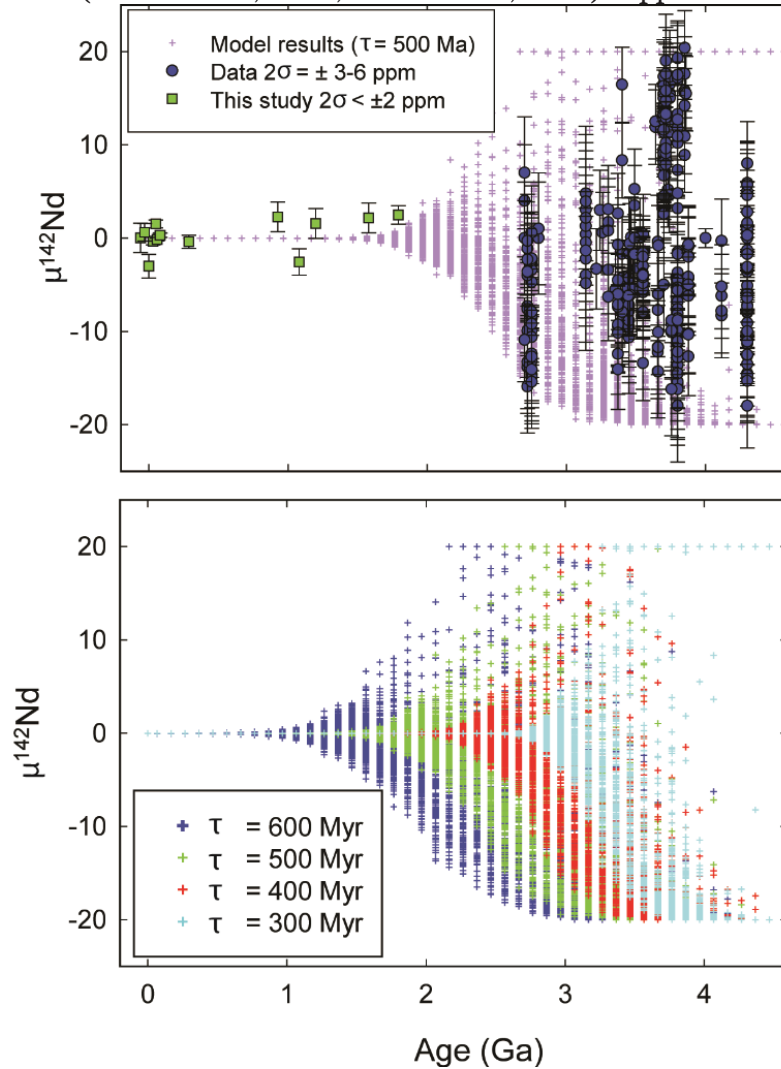 Model results (τ= 500 Ma)
Data 2σ= ± 3-6 ppm
This study 2σ < ±2 ppm
20
10
0
-10
-20
μ¹⁴²Nd
20
10
0
-10
-20
μ¹⁴²Nd
τ = 600 Myr
τ = 500 Myr
τ = 400 Myr
τ = 300 Myr
0 1 2 3 4
Age (Ga)